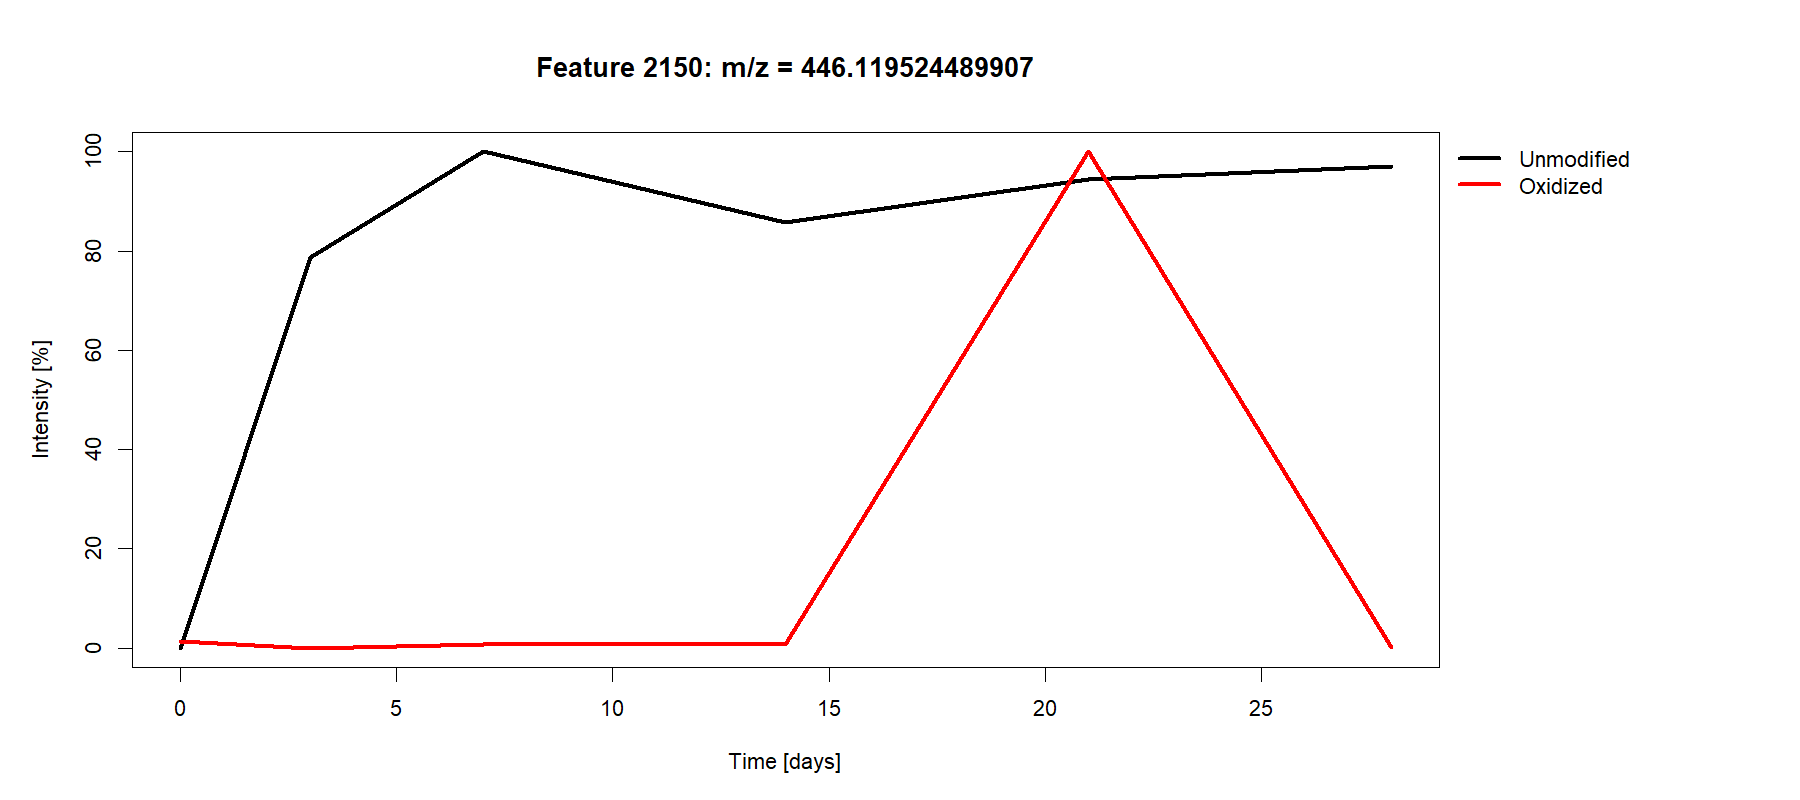 Feature 2150: m/z = 446.119524489907
Unmodified
Oxidized
Intensity [%]
100
80
60
40
20
0
0 5 10 15 20 25
Time [days]